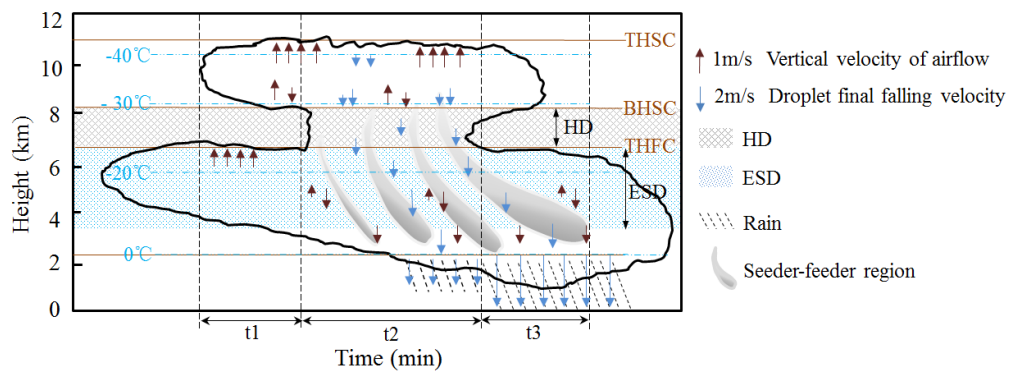 12
10
8
6
4
2
0
Height (km)
-40℃
-30℃
-20℃
0℃
THSC
BHSC
THFC
HD
ESD
t1
t2
t3
Time (min)
1m/s Vertical velocity of airflow
2m/s Droplet final falling velocity
HD
ESD
Rain
Seeder-feeder region